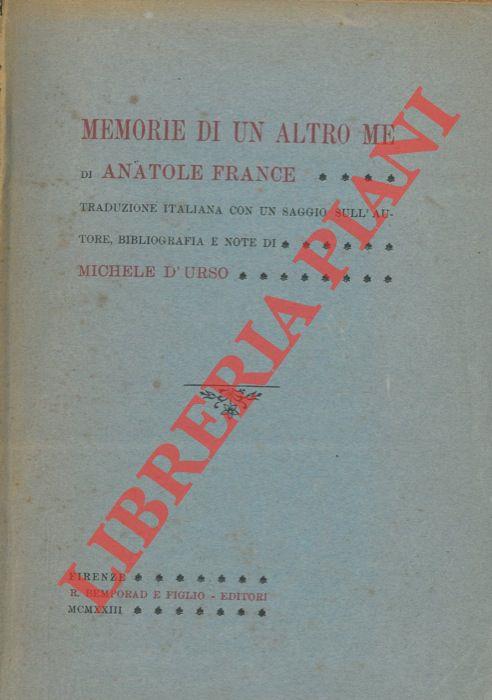 MEMORIE DI UN ALTRO ME
DI ANATOLE FRANCE
TRADUZIONE ITALIANA CON UN SAGGIO SULL'AU-
TORE, BIBLIOGRAFIA E NOTE DI
MICHELE D'URSO
LIBRERIA PIANI
FIRENZE
R. BEMPORAD E FIGLIO - EDITORI
MCMXXIII